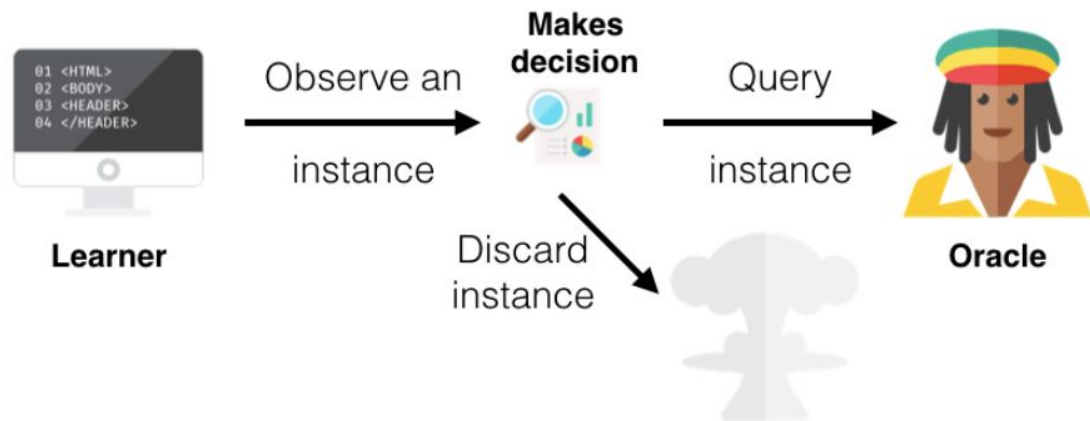 01 <HTML>
02 <BODY>
03 <HEADER>
04 </HEADER>
Learner
Observe an
instance
Makes
decision
Discard
instance
Query
instance
Oracle